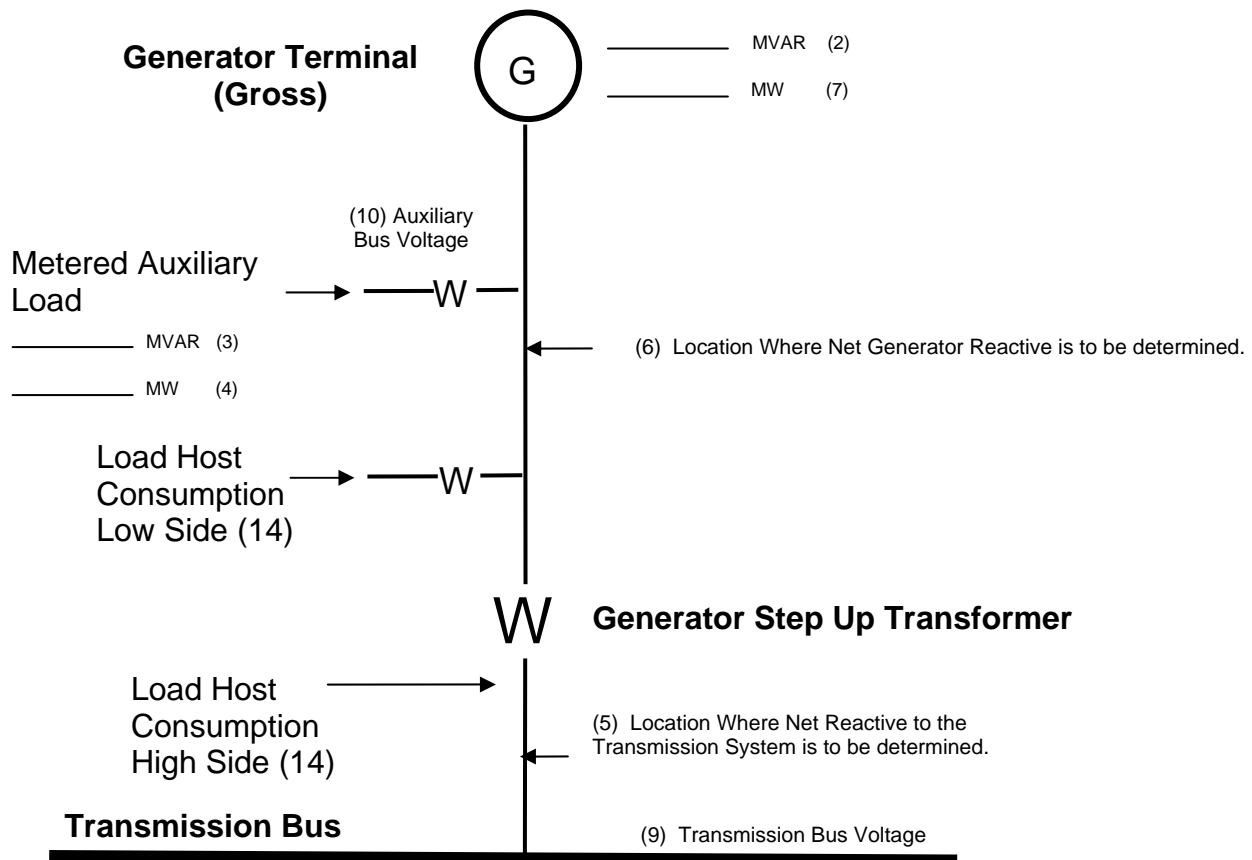 Generator Terminal
(Gross)
G
MVAR (2)
MW (7)
(10) Auxiliary
Bus Voltage
Metered Auxiliary
Load
W
MVAR (3)
MW (4)
(6) Location Where Net Generator Reactive is to be determined.
Load Host
Consumption
Low Side (14)
W
W
Generator Step Up Transformer
Load Host
Consumption
High Side (14)
(5) Location Where Net Reactive to the
Transmission System is to be determined.
Transmission Bus
(9) Transmission Bus Voltage